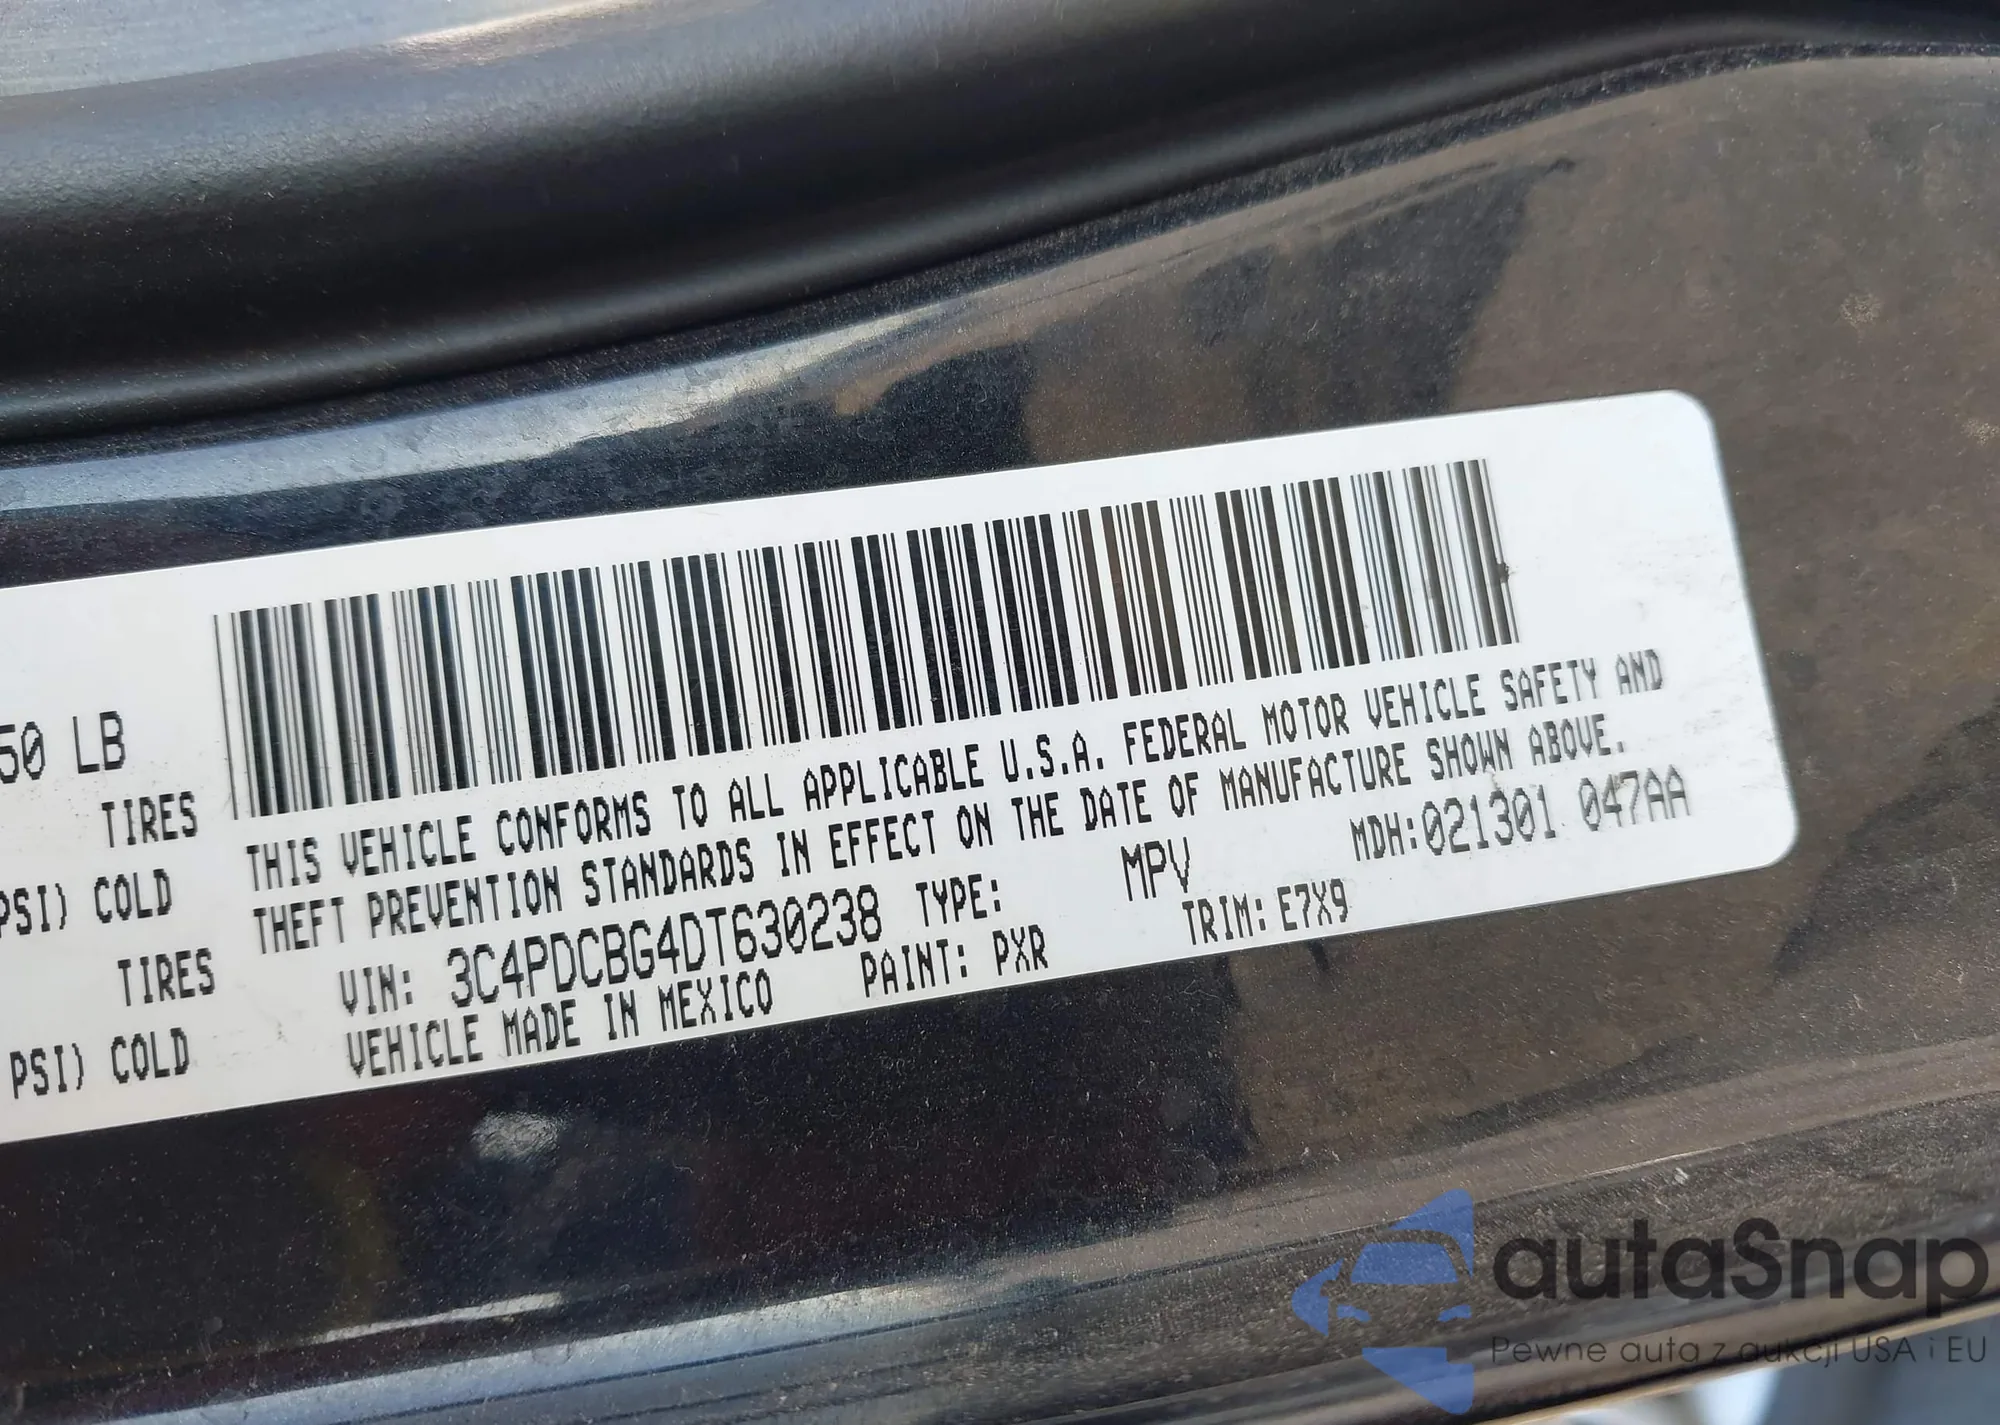 50 LB
TIRES
PSI) COLD
TIRES
PSI) COLD
THIS VEHICLE CONFORMS TO ALL APPLICABLE U.S.A. FEDERAL MOTOR VEHICLE SAFETY AND
THEFT PREVENTION STANDARDS IN EFFECT ON THE DATE OF MANUFACTURE SHOWN ABOVE.
VIN: 3C4PDCBG4DT630238 TYPE: MPV MDH:021301 047AA
VEHICLE MADE IN MEXICO PAINT: PXR TRIM: E7X9
autaSnap
Pewne auta z aukcji USA i EU